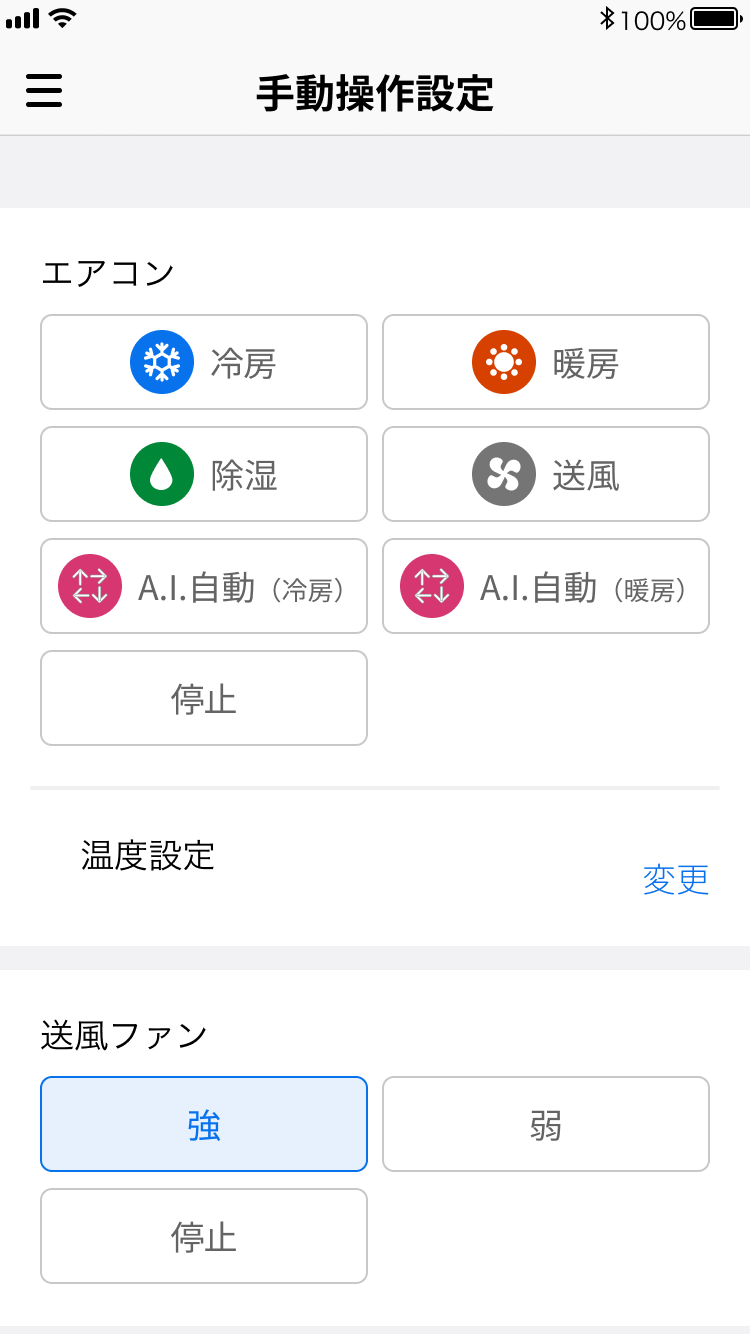 100%
手動操作設定
エアコン
冷房
暖房
除湿
送風
A.I.自動（冷房）
A.I.自動（暖房）
停止
温度設定
変更
送風ファン
強
弱
停止